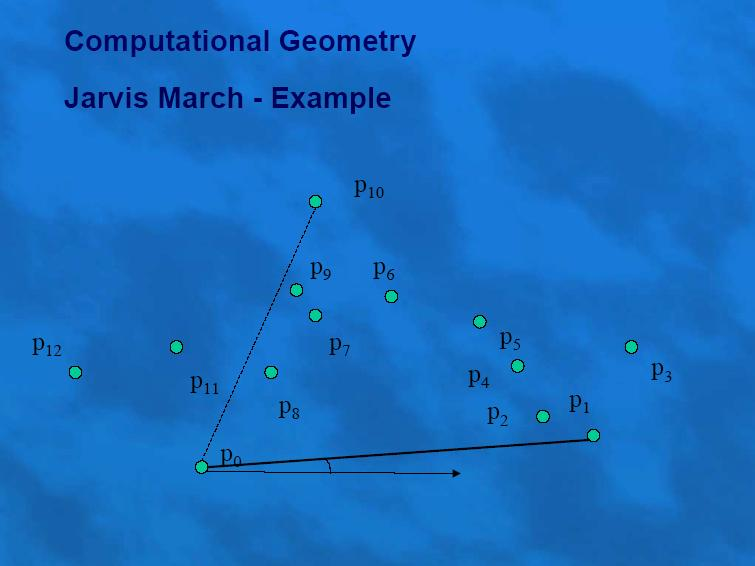 Computational Geometry
Jarvis March - Example
p10
p9 p6
p12 p7 p5
p11 p4 p3
p8 p2 p1
p0